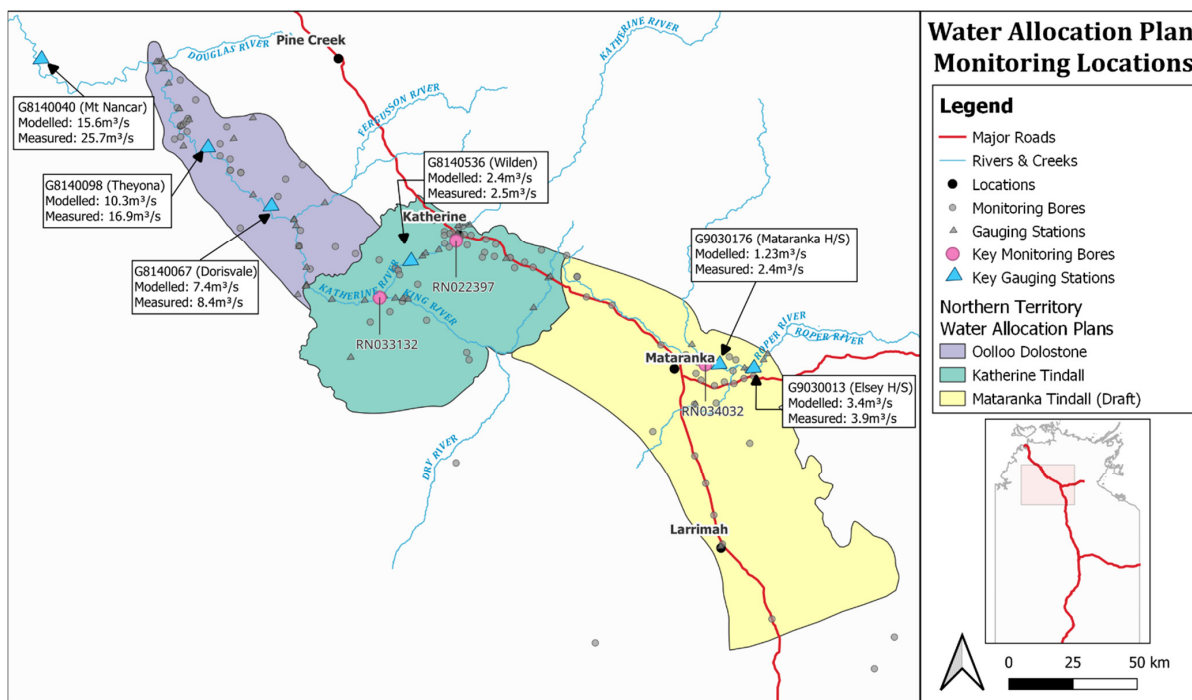 Water Allocation Plan
Monitoring Locations
Legend
Major Roads
Rivers & Creeks
Locations
Monitoring Bores
Gauging Stations
Key Monitoring Bores
Key Gauging Stations
Northern Territory
Water Allocation Plans
Oolloo Dolostone
Katherine Tindall
Mataranka Tindall (Draft)
0 25 50 km
Pine Creek
DOUGLAS RIVER
KATHERINE RIVER
FERGUSSON RIVER
G8140040 (Mt Nancar)
Modelled: 15.6m³/s
Measured: 25.7m³/s
G8140098 (Theyona)
Modelled: 10.3m³/s
Measured: 16.9m³/s
G8140536 (Wilden)
Modelled: 2.4m³/s
Measured: 2.5m³/s
Katherine
G8140067 (Dorisvale)
Modelled: 7.4m³/s
Measured: 8.4m³/s
KATHERINE RIVER
KING RIVER
RN022397
RN033132
G9030176 (Mataranka H/S)
Modelled: 1.23m³/s
Measured: 2.4m³/s
ROPER RIVER
ROPER RIVER
Mataranka
RN034032
G9030013 (Elsey H/S)
Modelled: 3.4m³/s
Measured: 3.9m³/s
DRY RIVER
Larrimah